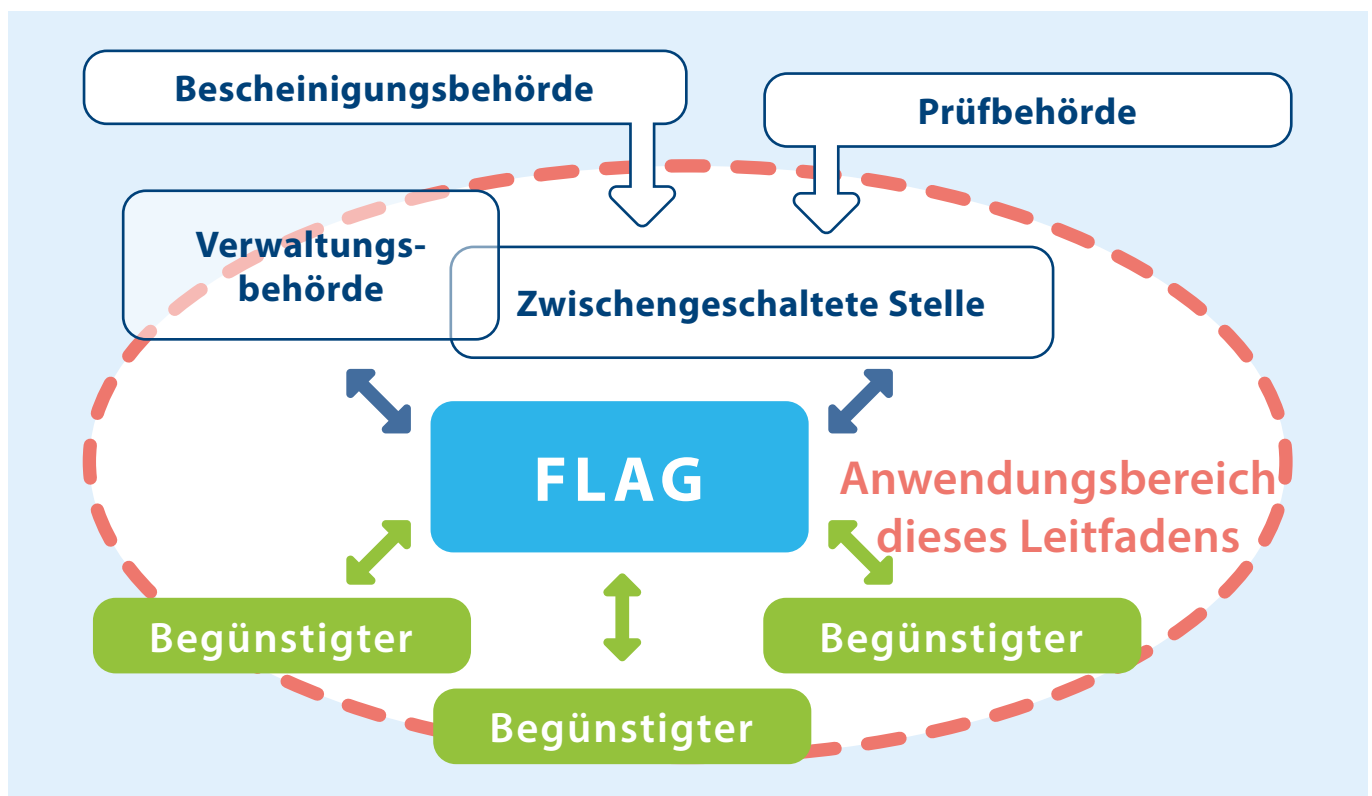 Bescheinigungsbehörde
Prüfbehörde
Verwaltungs-
behörde
Zwischengeschaltete Stelle
FLAG
Anwendungsbereich
dieses Leitfadens
Begünstigter
Begünstigter
Begünstigter